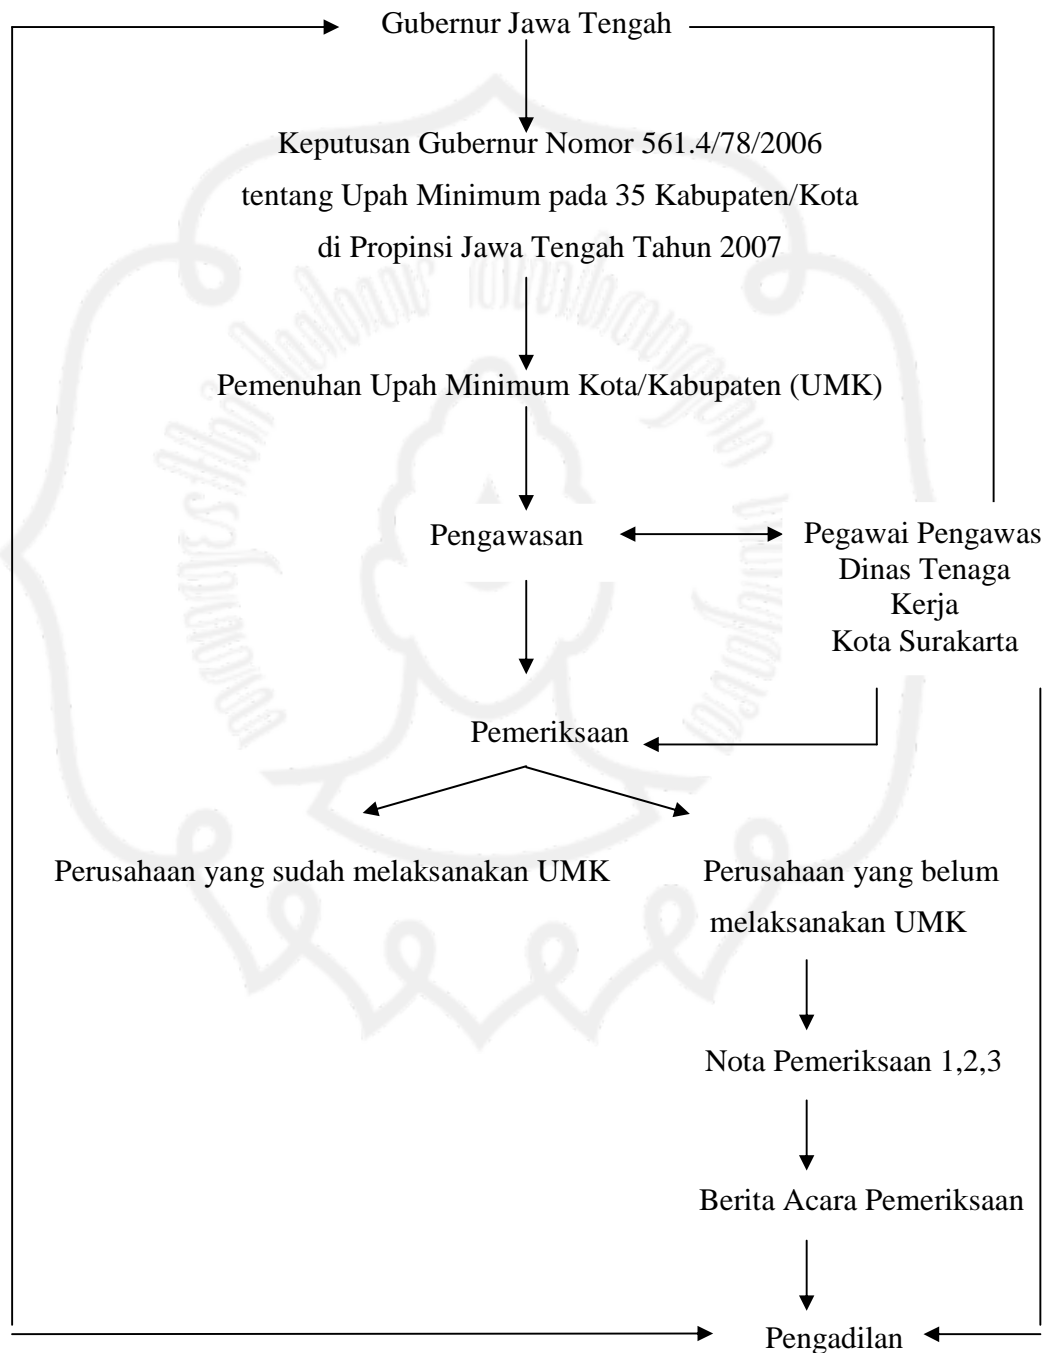 Gubernur Jawa Tengah
Keputusan Gubernur Nomor 561.4/78/2006
tentang Upah Minimum pada 35 Kabupaten/Kota
di Propinsi Jawa Tengah Tahun 2007
Pemenuhan Upah Minimum Kota/Kabupaten (UMK)
Pengawasan
Pegawai Pengawas
Dinas Tenaga
Kerja
Kota Surakarta
Pemeriksaan
Perusahaan yang sudah melaksanakan UMK
Perusahaan yang belum
melaksanakan UMK
Nota Pemeriksaan 1,2,3
Berita Acara Pemeriksaan
Pengadilan